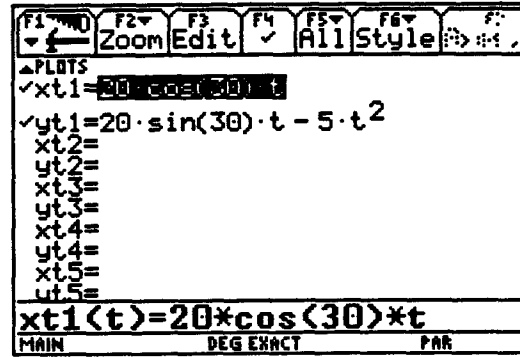 F1 F2 F3 F4 F5 F6
Zoom Edit ✓ All Style
PLOTS
✓xt1=20·cos(30)·t
✓yt1=20·sin(30)·t-5·t²
xt2=
yt2=
xt3=
yt3=
xt4=
yt4=
xt5=
yt5=
xt1(t)=20*cos(30)*t
MAIN DEG EXACT PAR